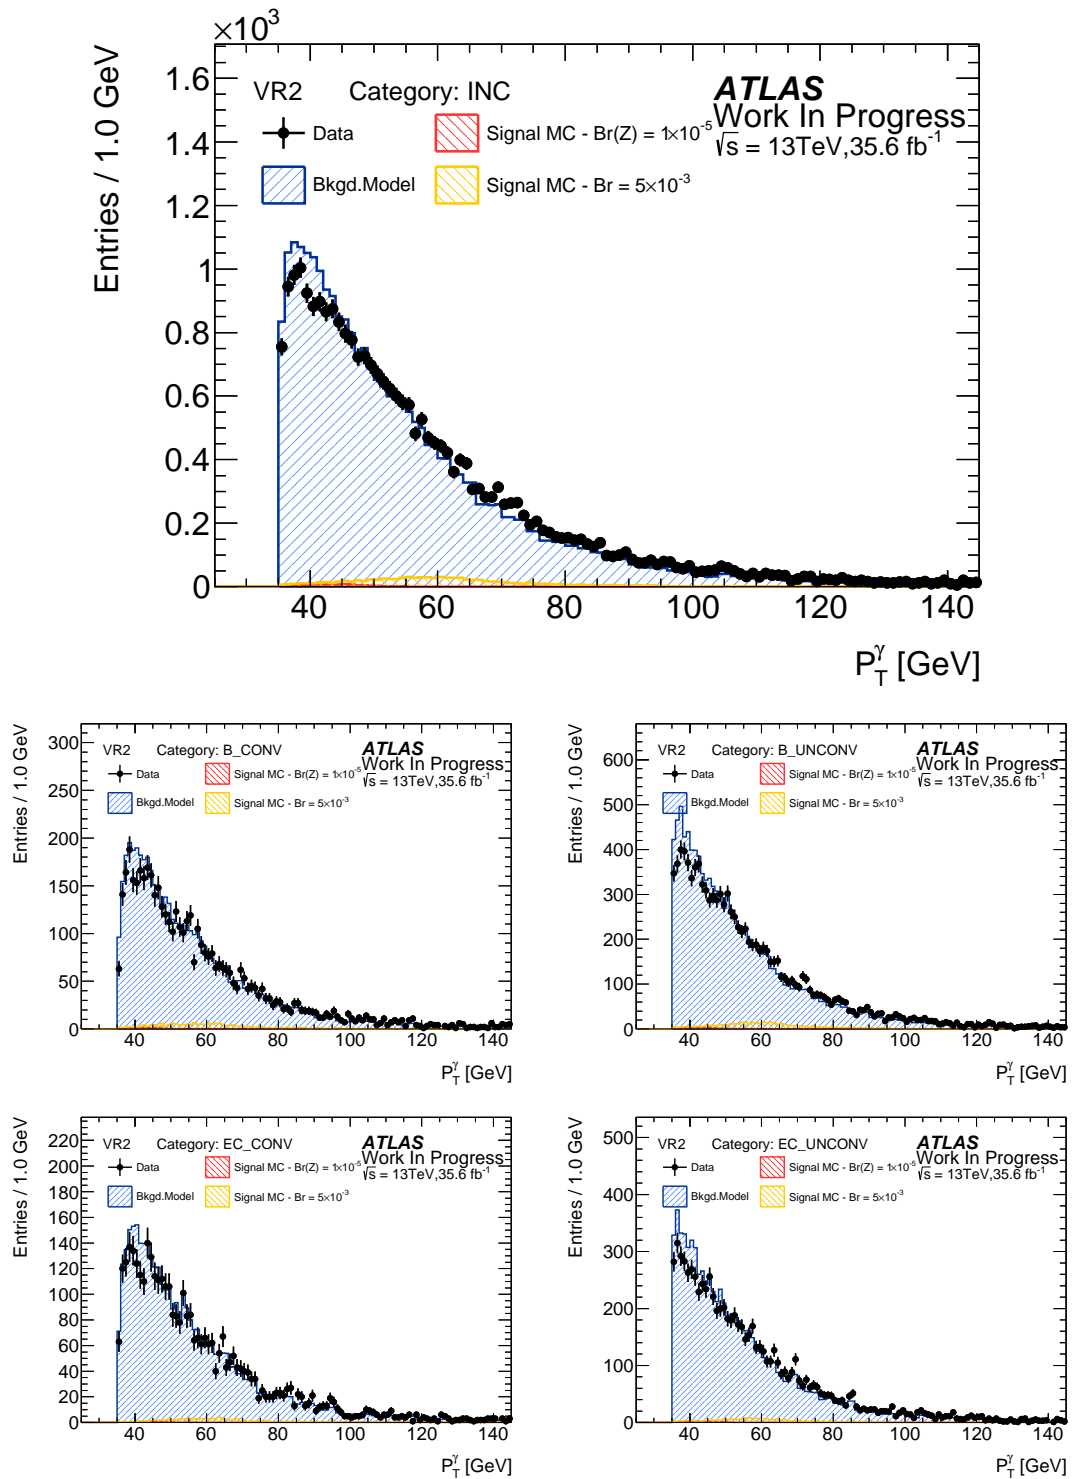 ×10³
Entries / 1.0 GeV
VR2 Category: INC
ATLAS
Work In Progress
√s = 13TeV,35.6 fb⁻¹
Data
Signal MC - Br(Z) = 1×10⁻⁵
Bkgd.Model
Signal MC - Br = 5×10⁻³
1.6
1.4
1.2
1
0.8
0.6
0.4
0.2
0
40 60 80 100 120 140
P_T^γ [GeV]
Entries / 1.0 GeV
VR2 Category: B_CONV
ATLAS
Work In Progress
√s = 13TeV,35.6 fb⁻¹
Data
Signal MC - Br(Z) = 1×10⁻⁵
Bkgd.Model
Signal MC - Br = 5×10⁻³
300
250
200
150
100
50
0
40 60 80 100 120 140
P_T^γ [GeV]
Entries / 1.0 GeV
VR2 Category: B_UNCONV
ATLAS
Work In Progress
√s = 13TeV,35.6 fb⁻¹
Data
Signal MC - Br(Z) = 1×10⁻⁵
Bkgd.Model
Signal MC - Br = 5×10⁻³
600
500
400
300
200
100
0
40 60 80 100 120 140
P_T^γ [GeV]
Entries / 1.0 GeV
VR2 Category: EC_CONV
ATLAS
Work In Progress
√s = 13TeV,35.6 fb⁻¹
Data
Signal MC - Br(Z) = 1×10⁻⁵
Bkgd.Model
Signal MC - Br = 5×10⁻³
220
200
180
160
140
120
100
80
60
40
20
0
40 60 80 100 120 140
P_T^γ [GeV]
Entries / 1.0 GeV
VR2 Category: EC_UNCONV
ATLAS
Work In Progress
√s = 13TeV,35.6 fb⁻¹
Data
Signal MC - Br(Z) = 1×10⁻⁵
Bkgd.Model
Signal MC - Br = 5×10⁻³
500
400
300
200
100
0
40 60 80 100 120 140
P_T^γ [GeV]